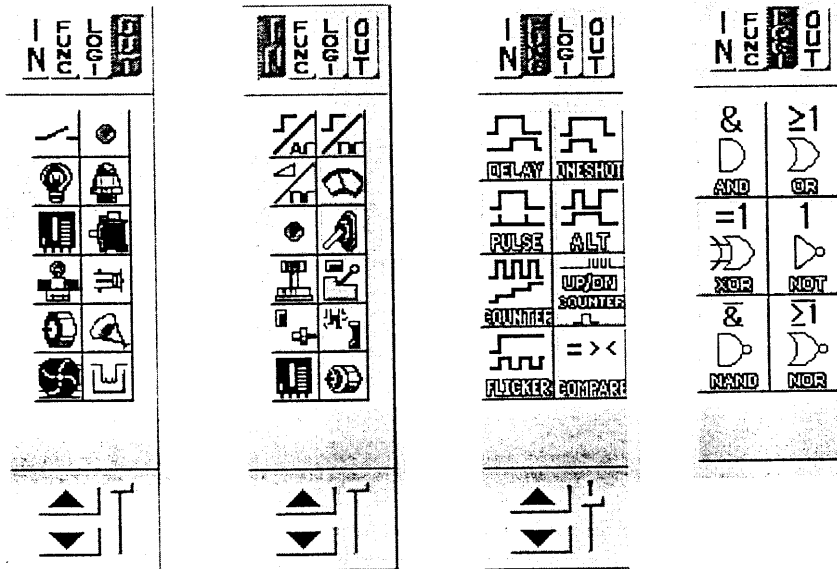 IN FUNC LOGI OUT
IN FUNC LOGI OUT
IN FUNC LOGI OUT
IN FUNC LOGI OUT
DELAY ONESHOT
PULSE ALT
COUNTER UP/DN COUNTER
FLICKER = > < COMPARE
& ≥1
AND OR
=1 1
XOR NOT
&̅ ≥̅1̅
NAND NOR